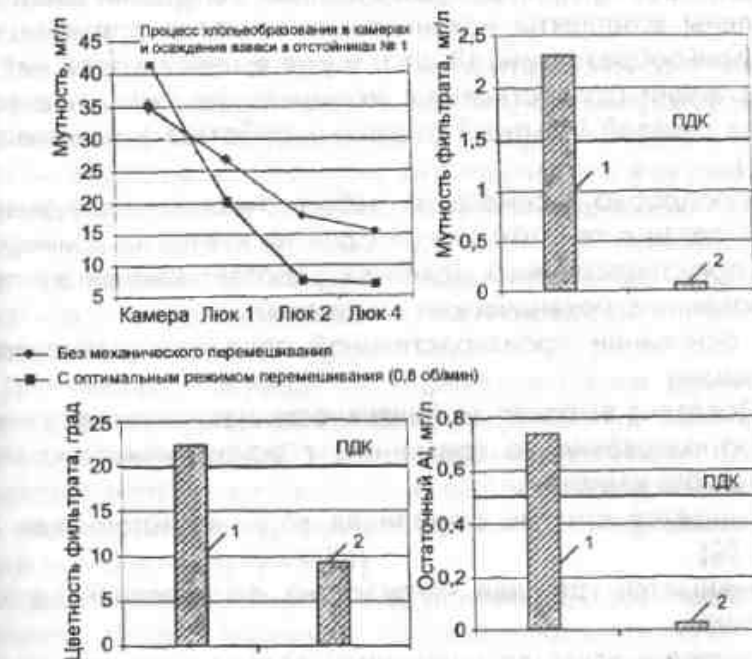 Процесс хлопьеобразования в камерах
и осаждение взвеси в отстойниках № 1
Мутность, мг/л
45
40
35
30
25
20
15
10
5
Камера Люк 1 Люк 2 Люк 4
Мутность фильтрата, мг/л
2,5
2
1,5
1
0,5
0
ПДК
1
2
Без механического перемешивания
С оптимальным режимом перемешивания (0,8 об/мин)
Цветность фильтрата, град
25
20
15
10
5
0
ПДК
1
2
Остаточный Al, мг/л
0,8
0,6
0,4
0,2
0
ПДК
1
2